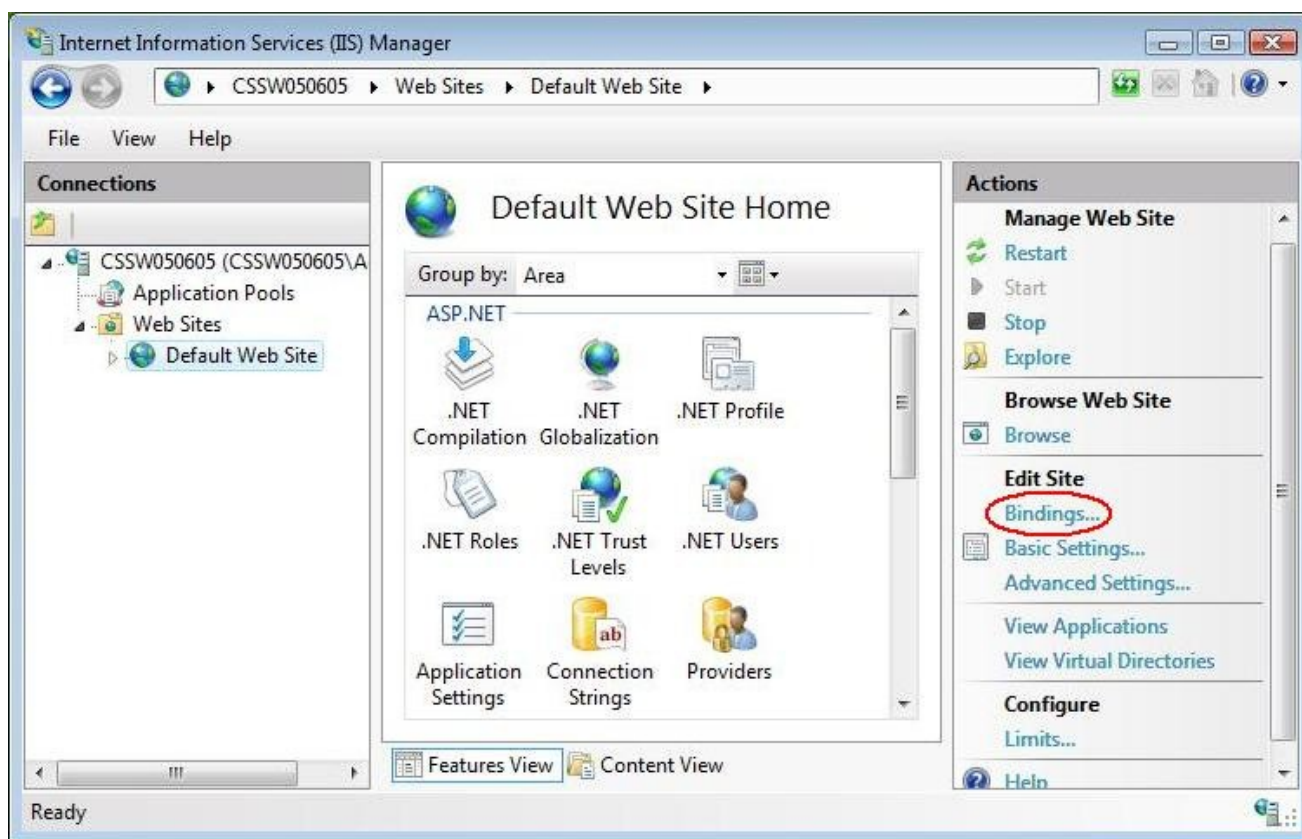 Internet Information Services (IIS) Manager
CSSW050605 Web Sites Default Web Site
File View Help
Connections
CSSW050605 (CSSW050605\A
Application Pools
Web Sites
Default Web Site
Default Web Site Home
Group by: Area
ASP.NET
.NET Compilation
.NET Globalization
.NET Profile
.NET Roles
.NET Trust Levels
.NET Users
Application Settings
Connection Strings
Providers
ab
Features View
Content View
Actions
Manage Web Site
Restart
Start
Stop
Explore
Browse Web Site
Browse
Edit Site
Bindings...
Basic Settings...
Advanced Settings...
View Applications
View Virtual Directories
Configure
Limits...
Help
Ready